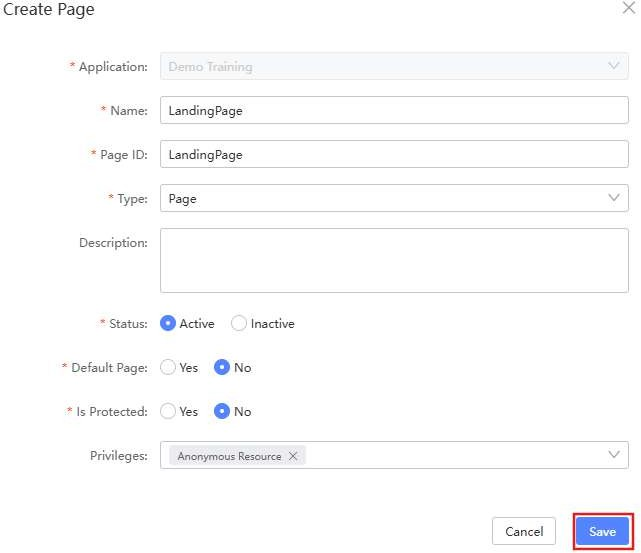 Create Page
* Application: Demo Training
* Name: LandingPage
* Page ID: LandingPage
* Type: Page
Description:
* Status: Active Inactive
* Default Page: Yes No
* Is Protected: Yes No
Privileges: Anonymous Resource
Cancel Save